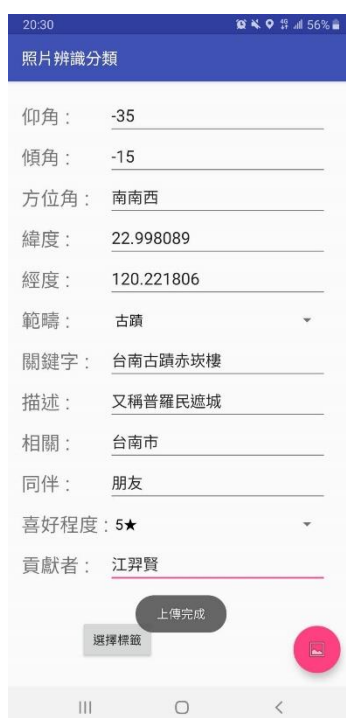 20:30 56%
照片辨識分類
仰角： -35
傾角： -15
方位角： 南南西
緯度： 22.998089
經度： 120.221806
範疇： 古蹟
關鍵字： 台南古蹟赤崁樓
描述： 又稱普羅民遮城
相關： 台南市
同伴： 朋友
喜好程度：5★
貢獻者： 江羿賢
上傳完成
選擇標籤